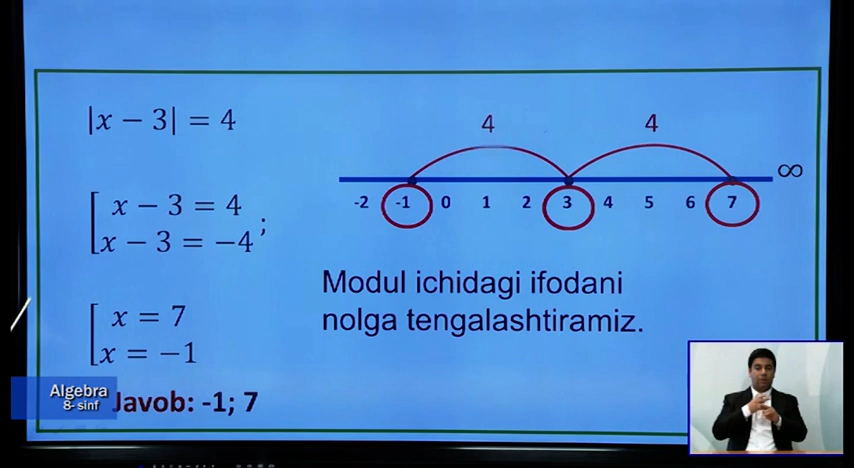 |x − 3| = 4
x − 3 = 4
x − 3 = −4 ;
x = 7
x = −1
Javob: -1; 7
4 4
∞
-2 -1 0 1 2 3 4 5 6 7
Modul ichidagi ifodani
nolga tengalashtiramiz.
Algebra
8- sinf